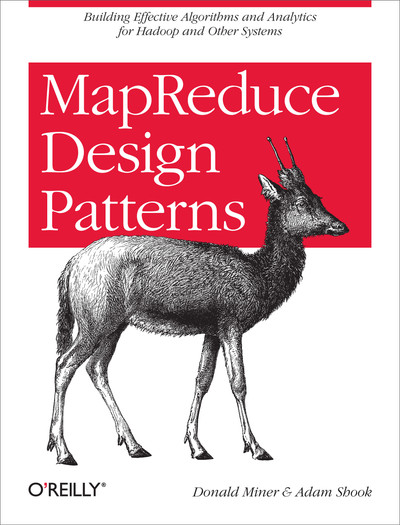 Building Effective Algorithms and Analytics
for Hadoop and Other Systems
MapReduce
Design
Patterns
O'REILLY®
Donald Miner & Adam Shook